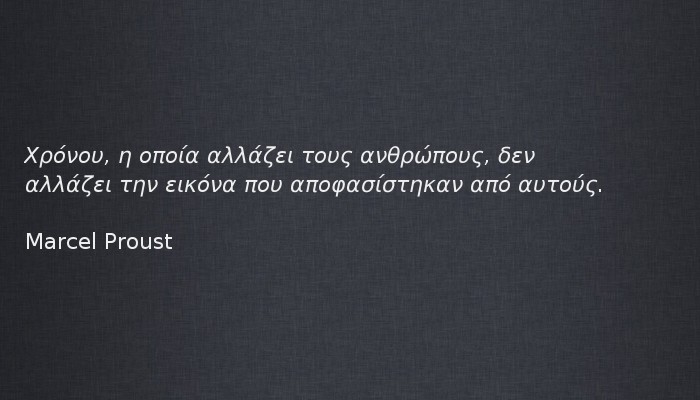 Χρόνου, η οποία αλλάζει τους ανθρώπους, δεν
αλλάζει την εικόνα που αποφασίστηκαν από αυτούς.
Marcel Proust